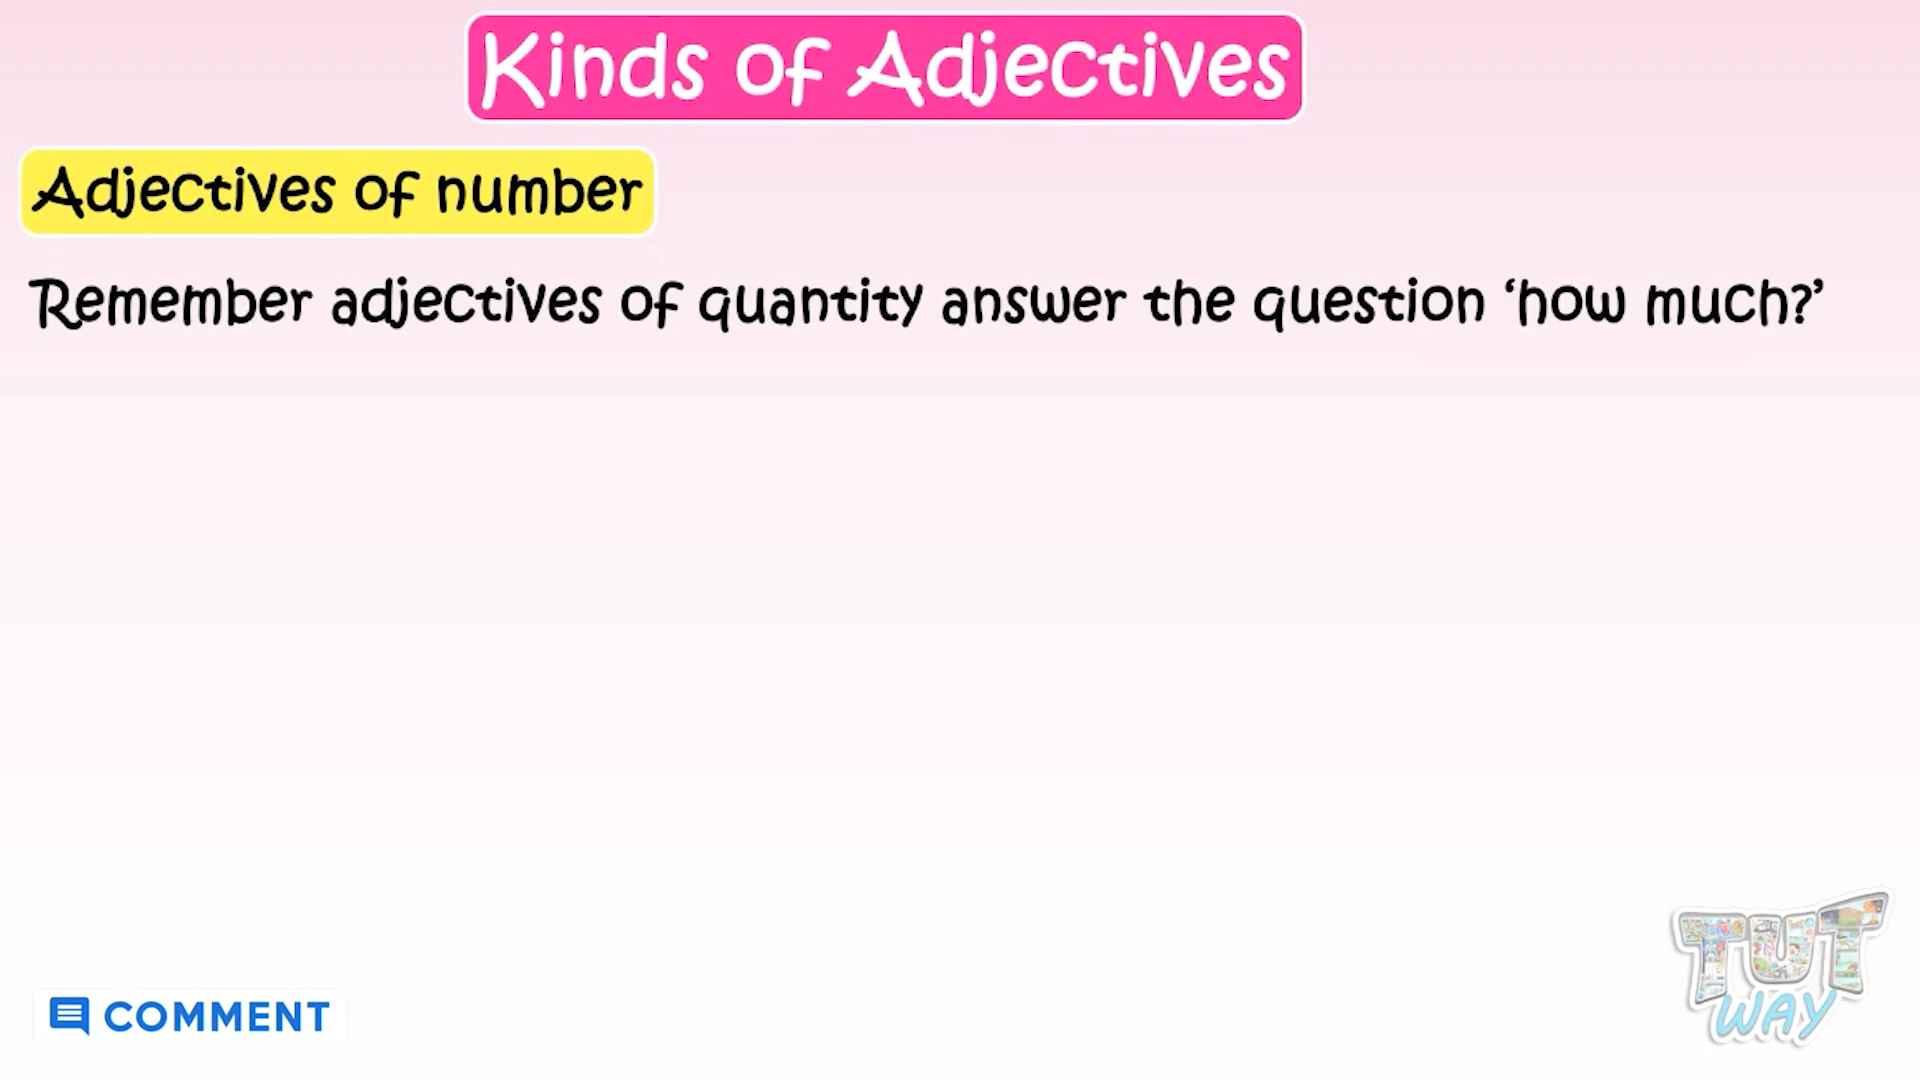 Kinds of Adjectives
Adjectives of number
Remember adjectives of quantity answer the question ‘how much?’
COMMENT
TUT
WAY